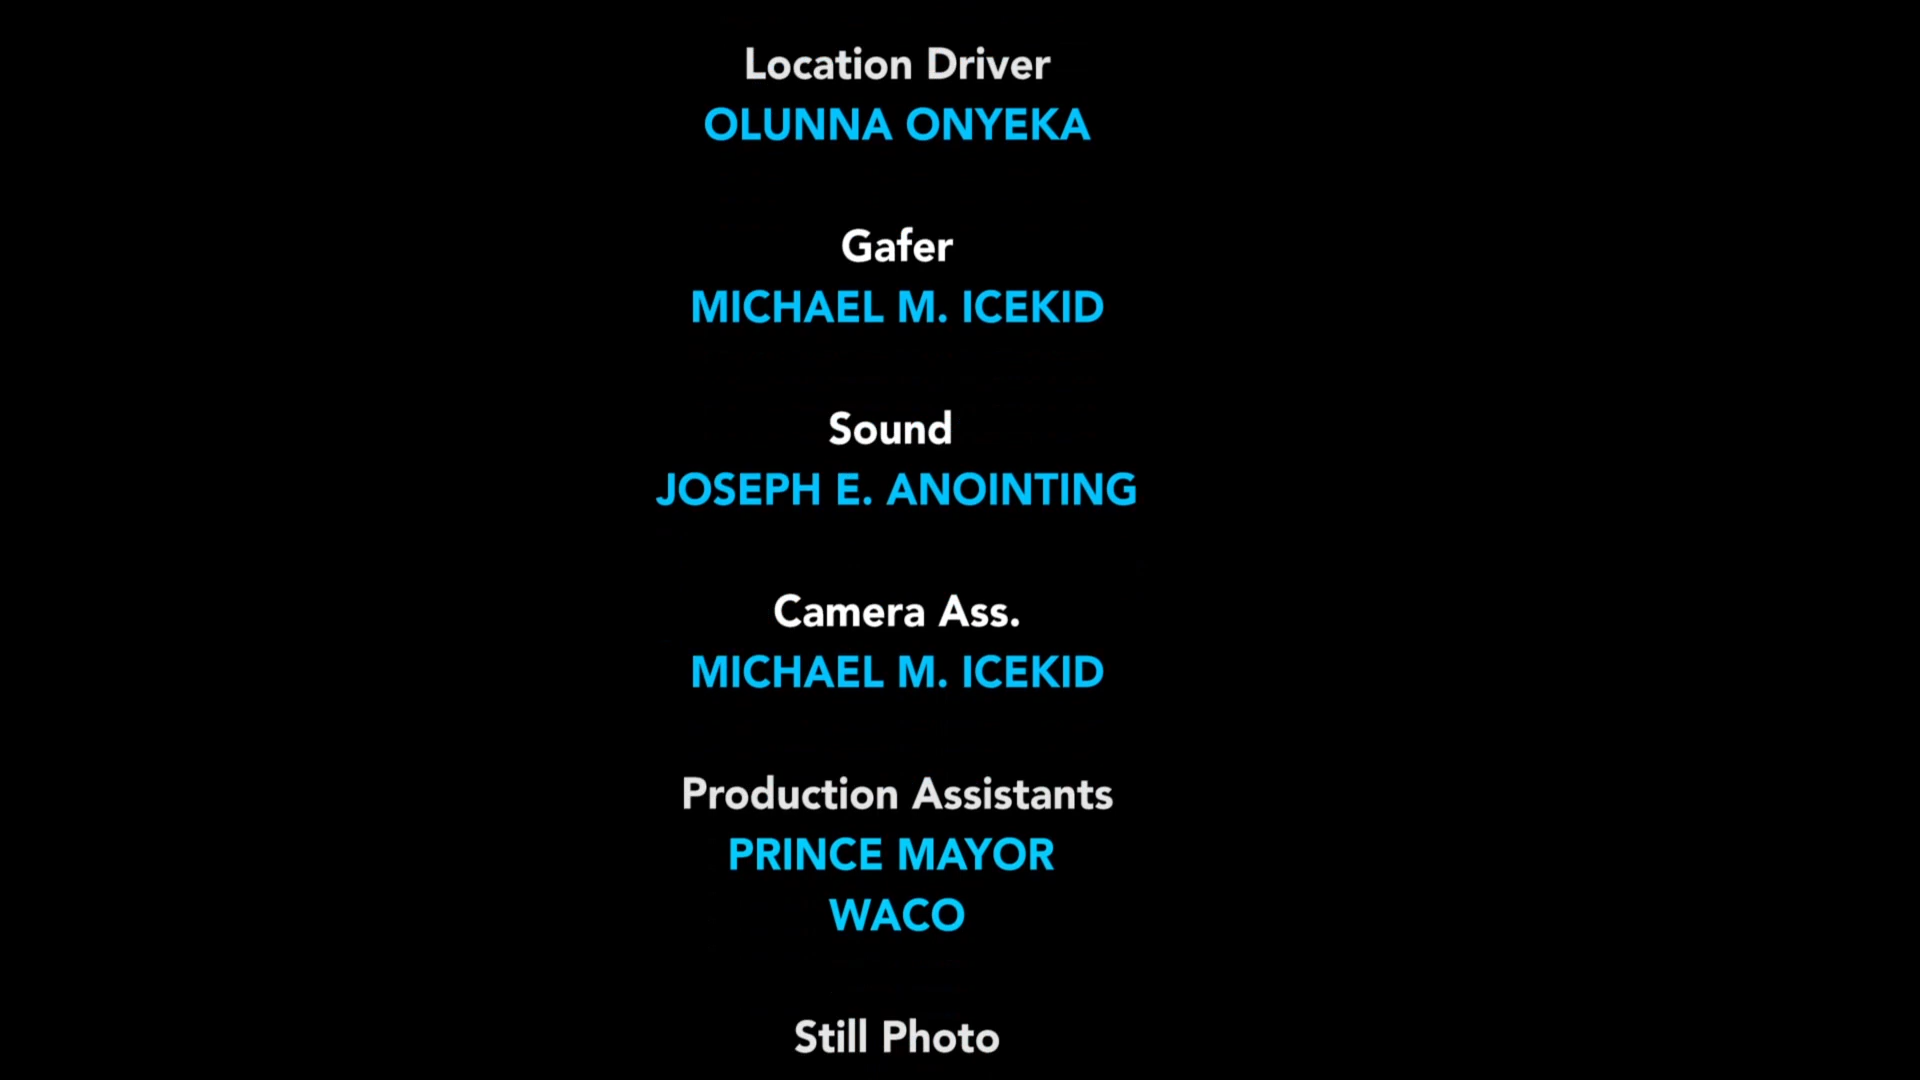 Location Driver
OLUNNA ONYEKA
Gafer
MICHAEL M. ICEKID
Sound
JOSEPH E. ANOINTING
Camera Ass.
MICHAEL M. ICEKID
Production Assistants
PRINCE MAYOR
WACO
Still Photo